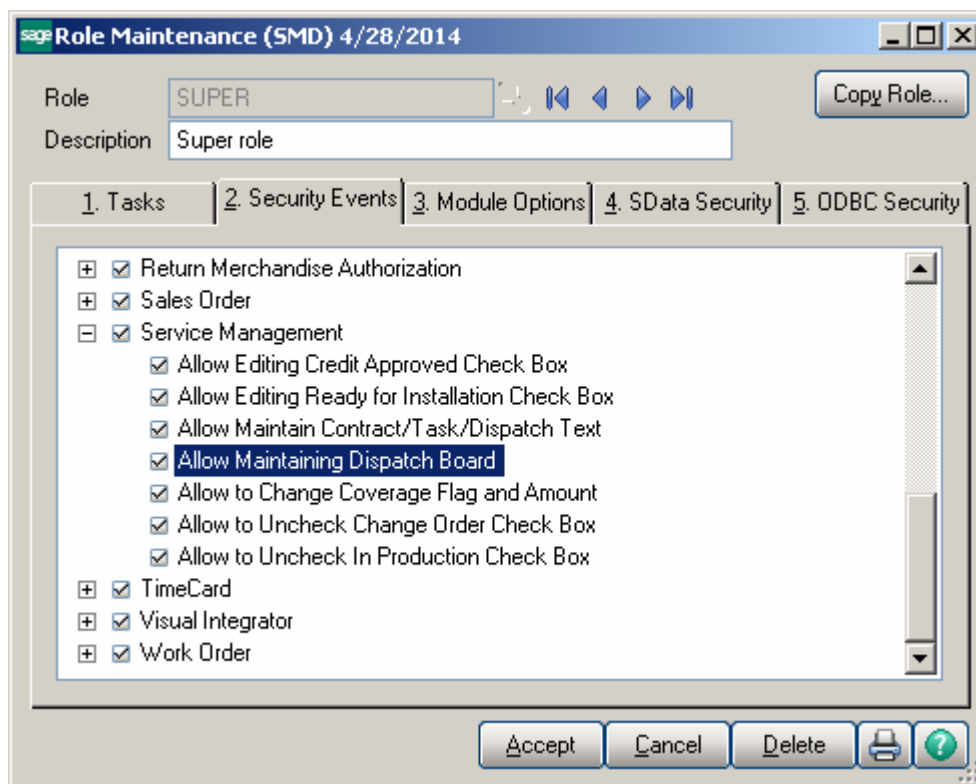 sage Role Maintenance (SMD) 4/28/2014
Role SUPER Copy Role...
Description Super role
1. Tasks 2. Security Events 3. Module Options 4. SData Security 5. ODBC Security
Return Merchandise Authorization
Sales Order
Service Management
Allow Editing Credit Approved Check Box
Allow Editing Ready for Installation Check Box
Allow Maintain Contract/Task/Dispatch Text
Allow Maintaining Dispatch Board
Allow to Change Coverage Flag and Amount
Allow to Uncheck Change Order Check Box
Allow to Uncheck In Production Check Box
TimeCard
Visual Integrator
Work Order
Accept Cancel Delete ?